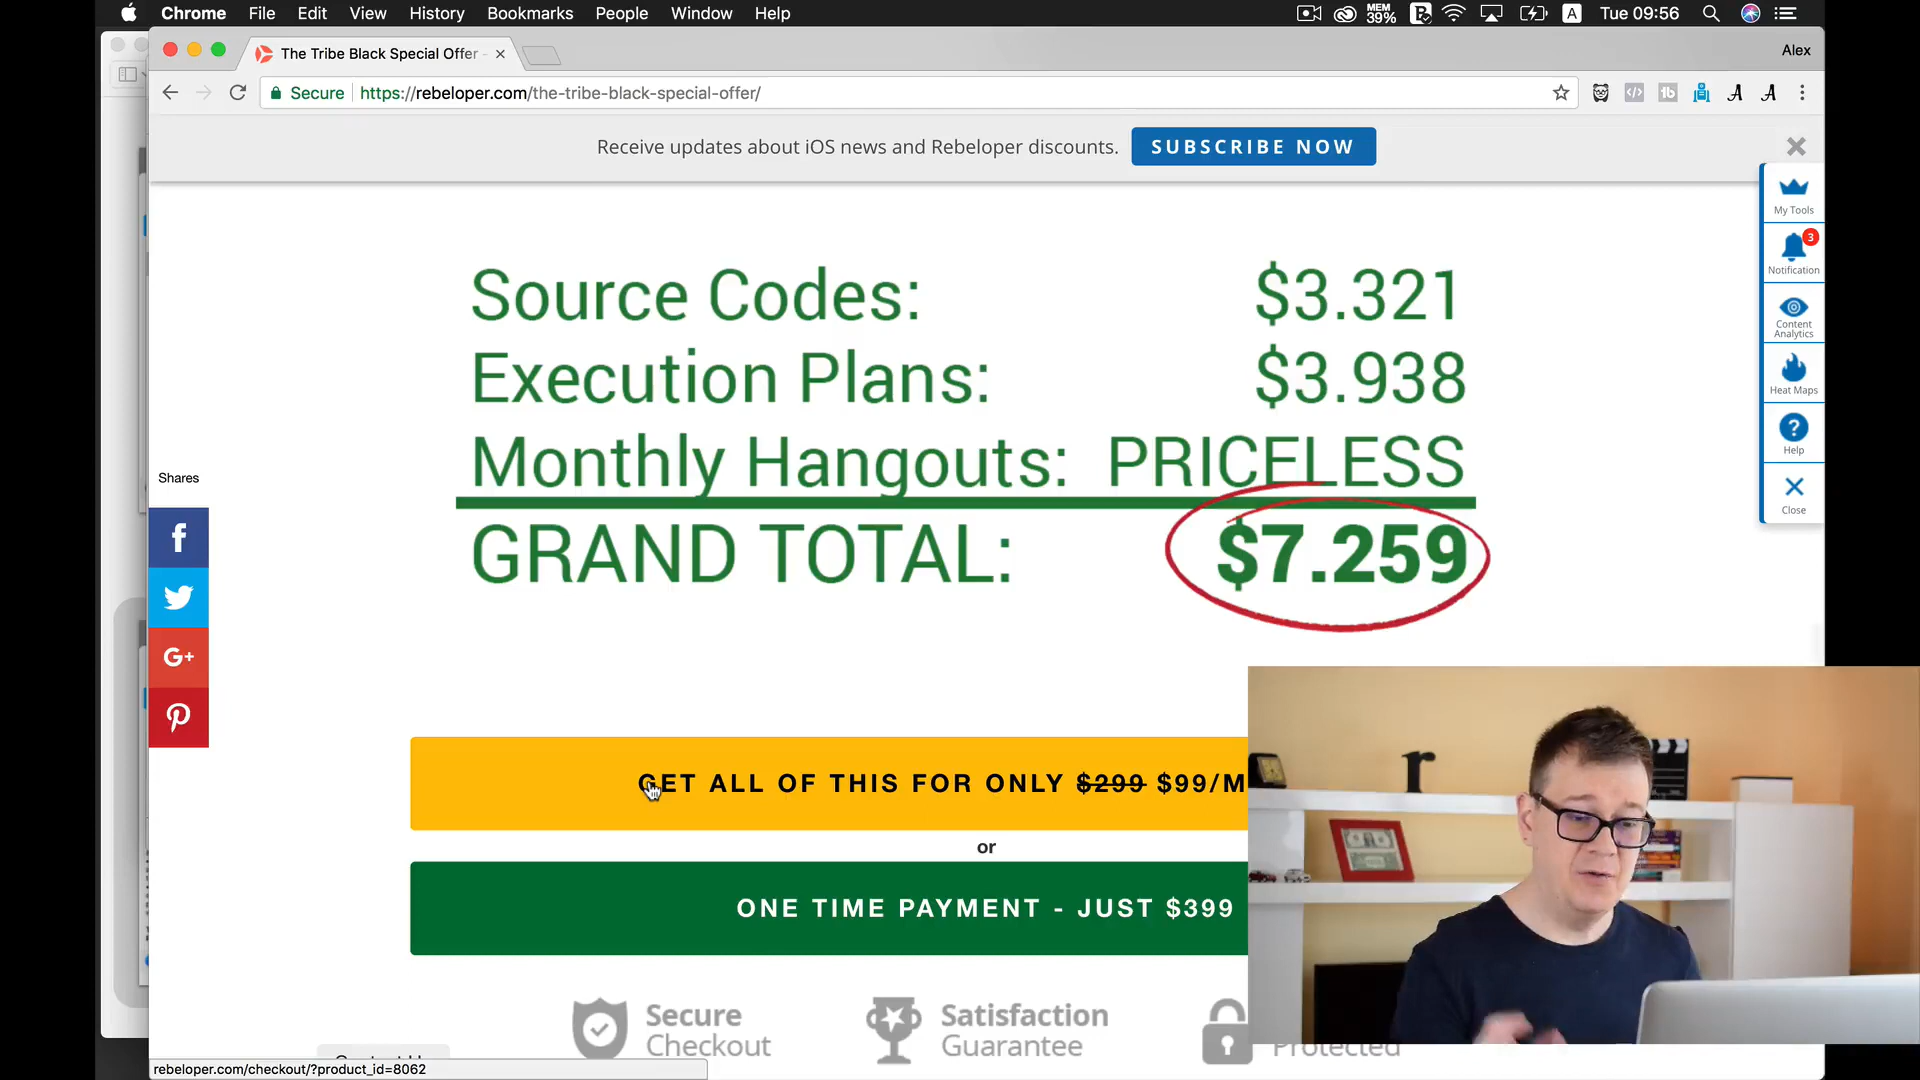 Chrome File Edit View History Bookmarks People Window Help MEM 39% A Tue 09:56
The Tribe Black Special Offer - Alex
Secure https://rebeloper.com/the-tribe-black-special-offer/
Receive updates about iOS news and Rebeloper discounts. SUBSCRIBE NOW
My Tools
3
Notification
Content
Analytics
Heat Maps
Help
Close
Source Codes: $3.321
Execution Plans: $3.938
Monthly Hangouts: PRICELESS
GRAND TOTAL: $7.259
Shares
G+
GET ALL OF THIS FOR ONLY $299 $99/M
or
ONE TIME PAYMENT - JUST $399
Secure
Checkout
Satisfaction
Guarantee
Protected
rebeloper.com/checkout/?product_id=8062